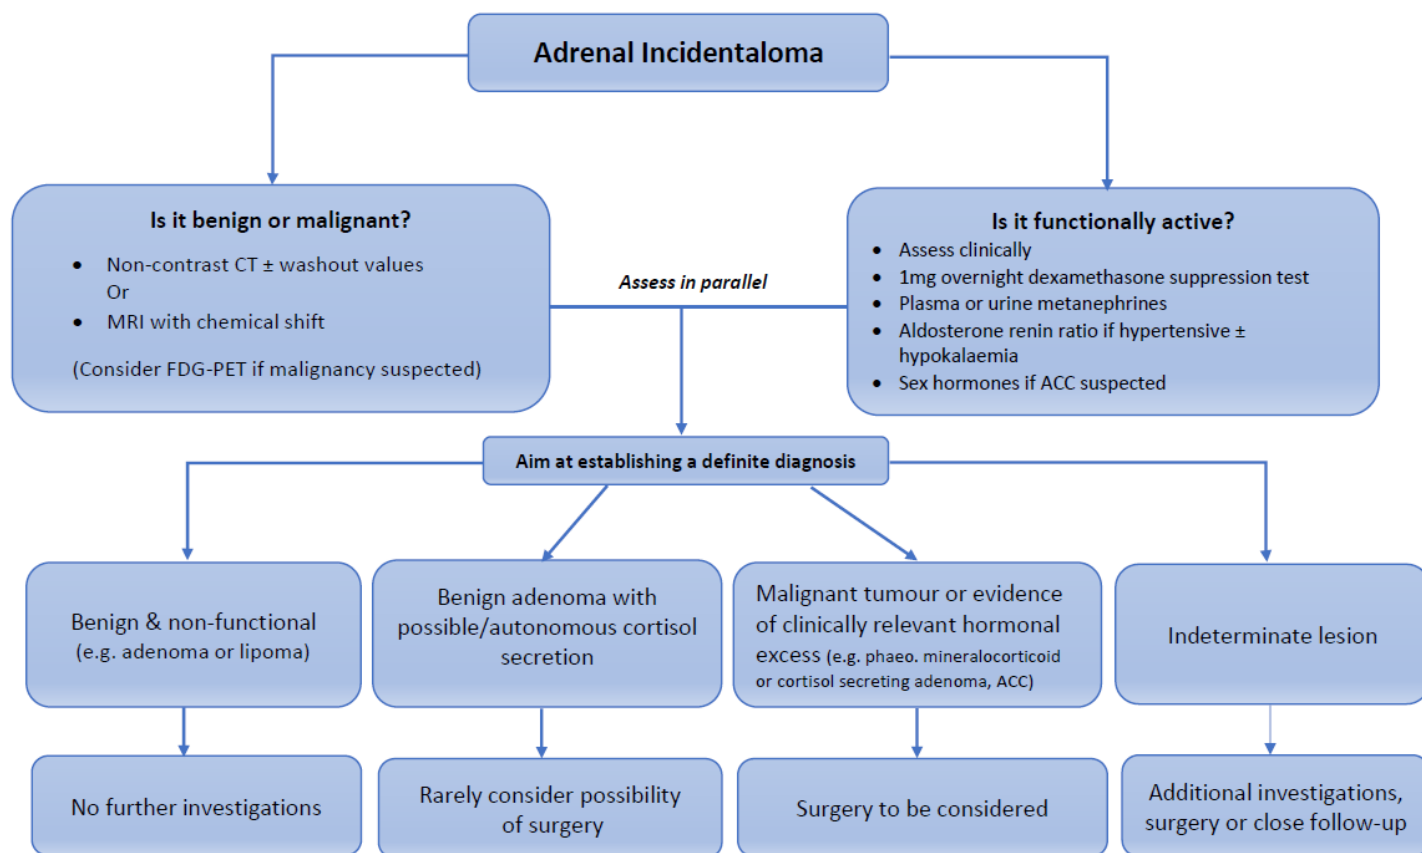 Adrenal Incidentaloma
Is it benign or malignant?
• Non-contrast CT ± washout values
Or
• MRI with chemical shift
(Consider FDG-PET if malignancy suspected)
Assess in parallel
Is it functionally active?
• Assess clinically
• 1mg overnight dexamethasone suppression test
• Plasma or urine metanephrines
• Aldosterone renin ratio if hypertensive ±
hypokalaemia
• Sex hormones if ACC suspected
Aim at establishing a definite diagnosis
Benign & non-functional
(e.g. adenoma or lipoma)
Benign adenoma with
possible/autonomous cortisol
secretion
Malignant tumour or evidence
of clinically relevant hormonal
excess (e.g. phaeo. mineralocorticoid
or cortisol secreting adenoma, ACC)
Indeterminate lesion
No further investigations
Rarely consider possibility
of surgery
Surgery to be considered
Additional investigations,
surgery or close follow-up